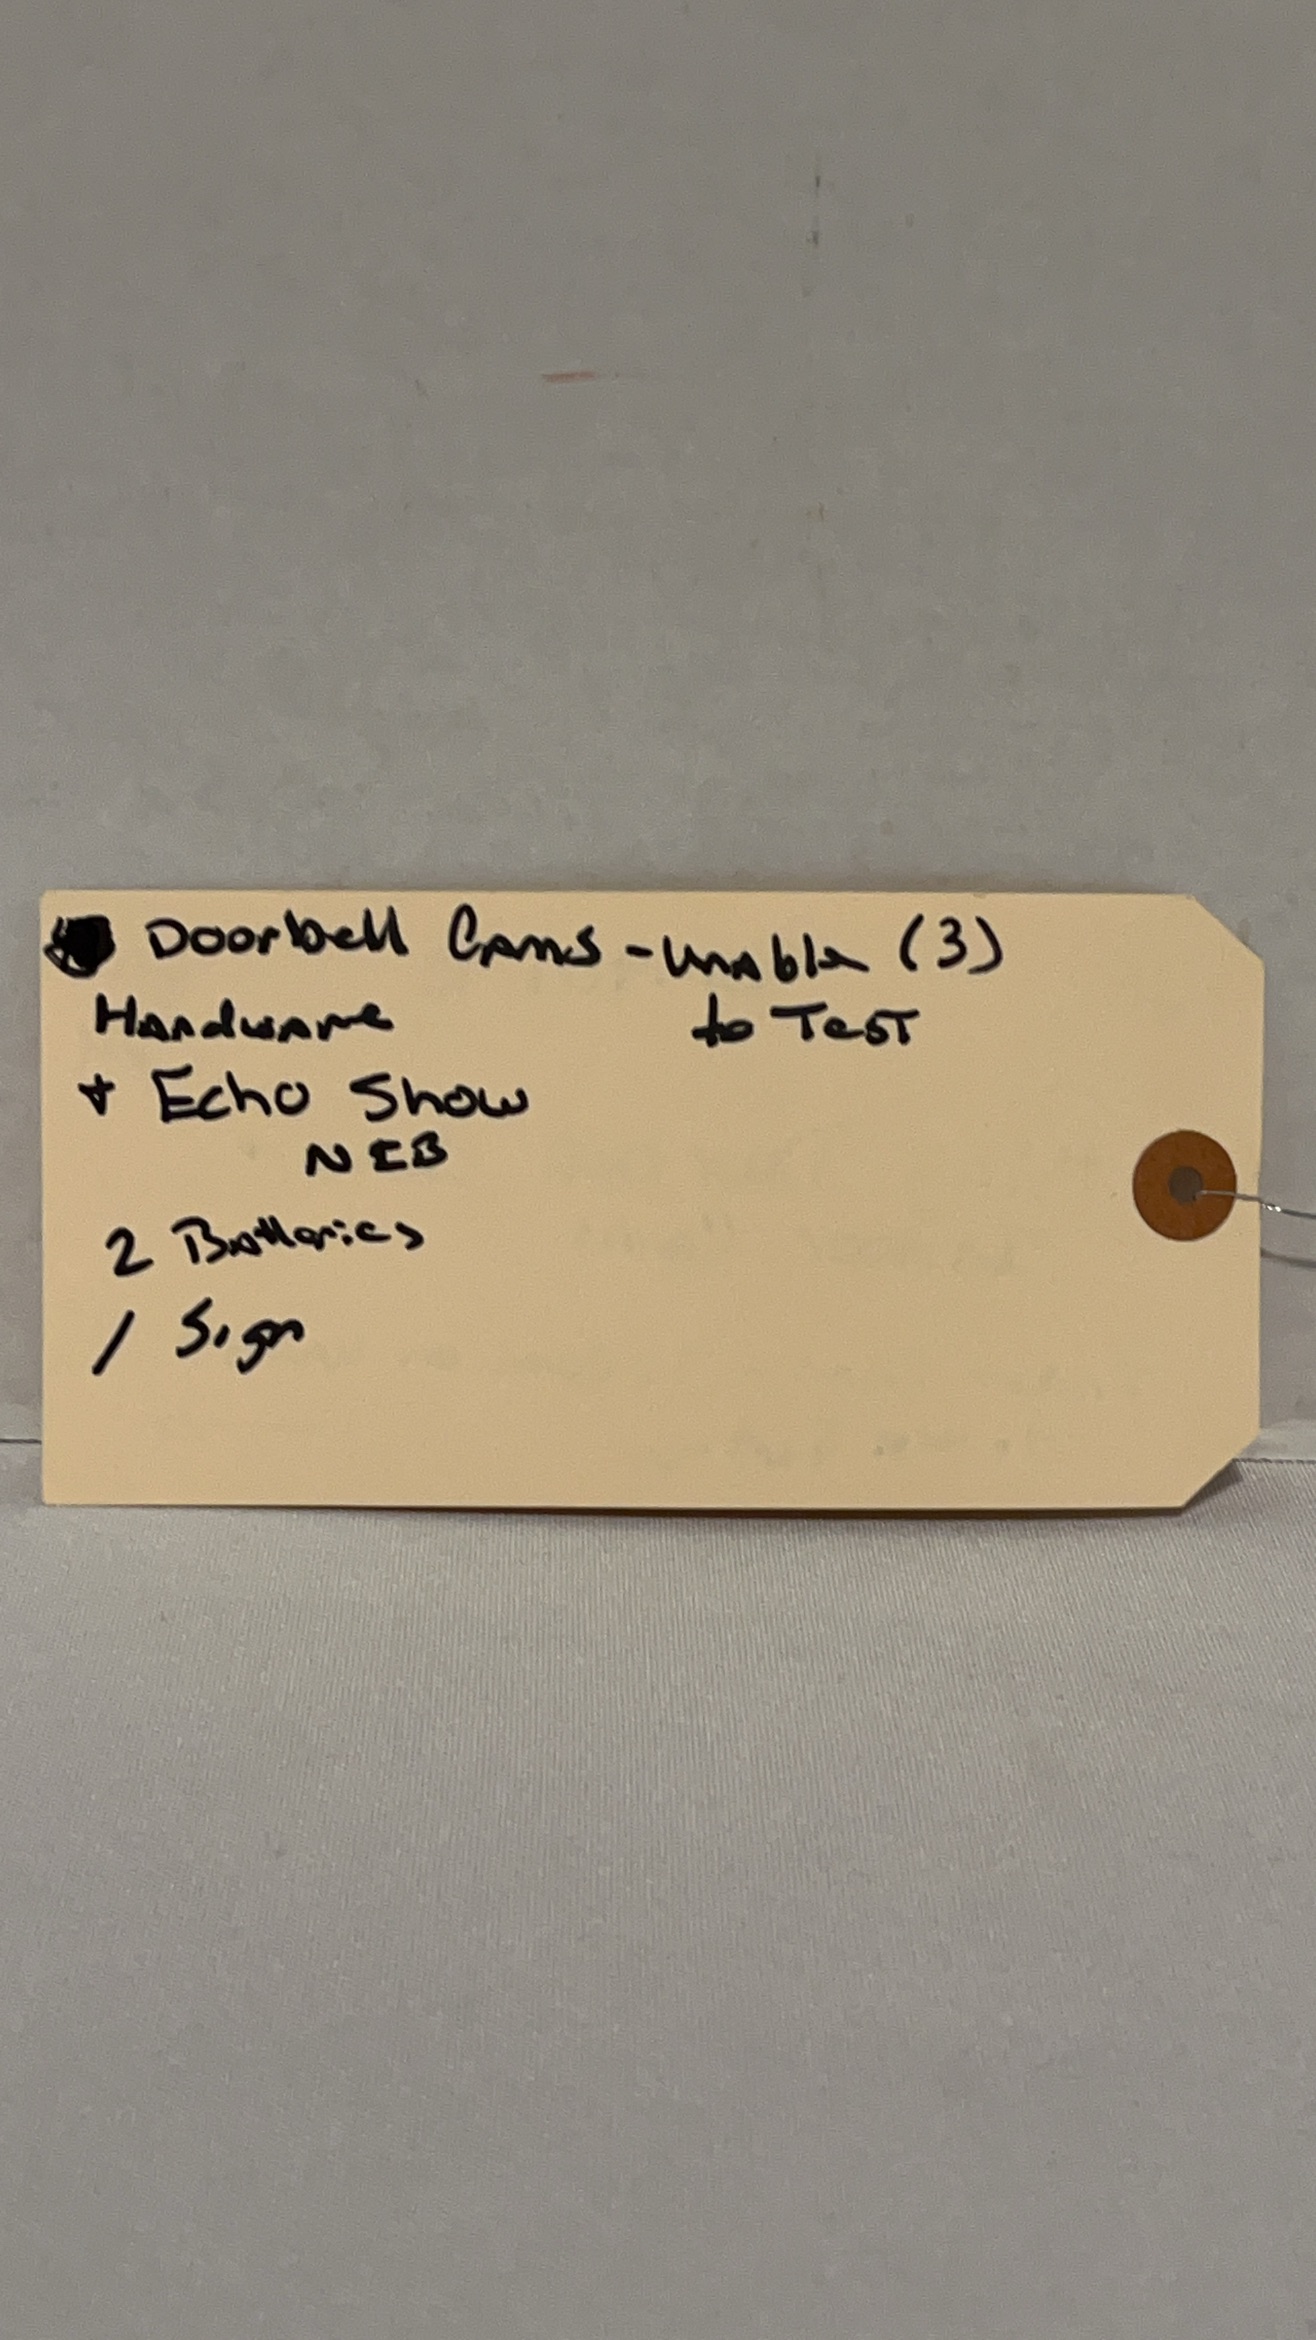 Doorbell Cams - Unable (3)
to Test
Hardware
+ Echo Show
NIB
2 Batteries
1 Sign